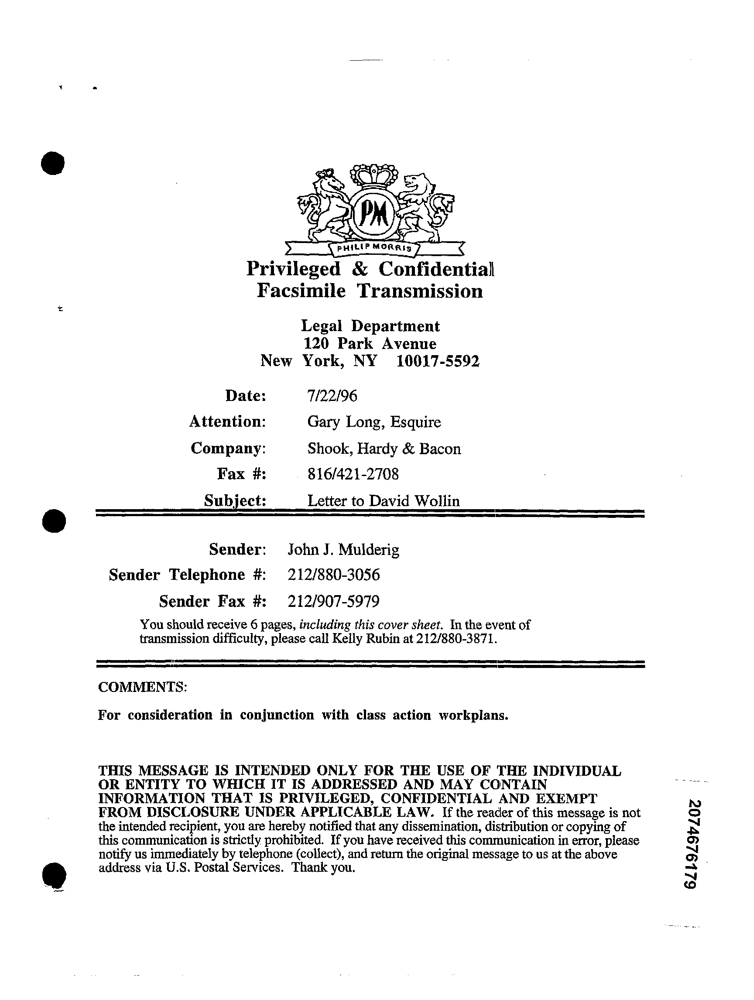 PM
PHILIP MORRIS
Privileged & Confidential
Facsimile Transmission
Legal Department
120 Park Avenue
New York, NY 10017-5592
Date: 7/22/96
Attention: Gary Long, Esquire
Company: Shook, Hardy & Bacon
Fax #: 816/421-2708
Subject: Letter to David Wollin
Sender: John J. Mulderig
Sender Telephone #: 212/880-3056
Sender Fax #: 212/907-5979
You should receive 6 pages, including this cover sheet. In the event of
transmission difficulty, please call Kelly Rubin at 212/880-3871.
COMMENTS:
For consideration in conjunction with class action workplans.
THIS MESSAGE IS INTENDED ONLY FOR THE USE OF THE INDIVIDUAL
OR ENTITY TO WHICH IT IS ADDRESSED AND MAY CONTAIN
INFORMATION THAT IS PRIVILEGED, CONFIDENTIAL AND EXEMPT
FROM DISCLOSURE UNDER APPLICABLE LAW. If the reader of this message is not
the intended recipient, you are hereby notified that any dissemination, distribution or copying of
this communication is strictly prohibited. If you have received this communication in error, please
notify us immediately by telephone (collect), and return the original message to us at the above
address via U.S. Postal Services. Thank you.
2074676179